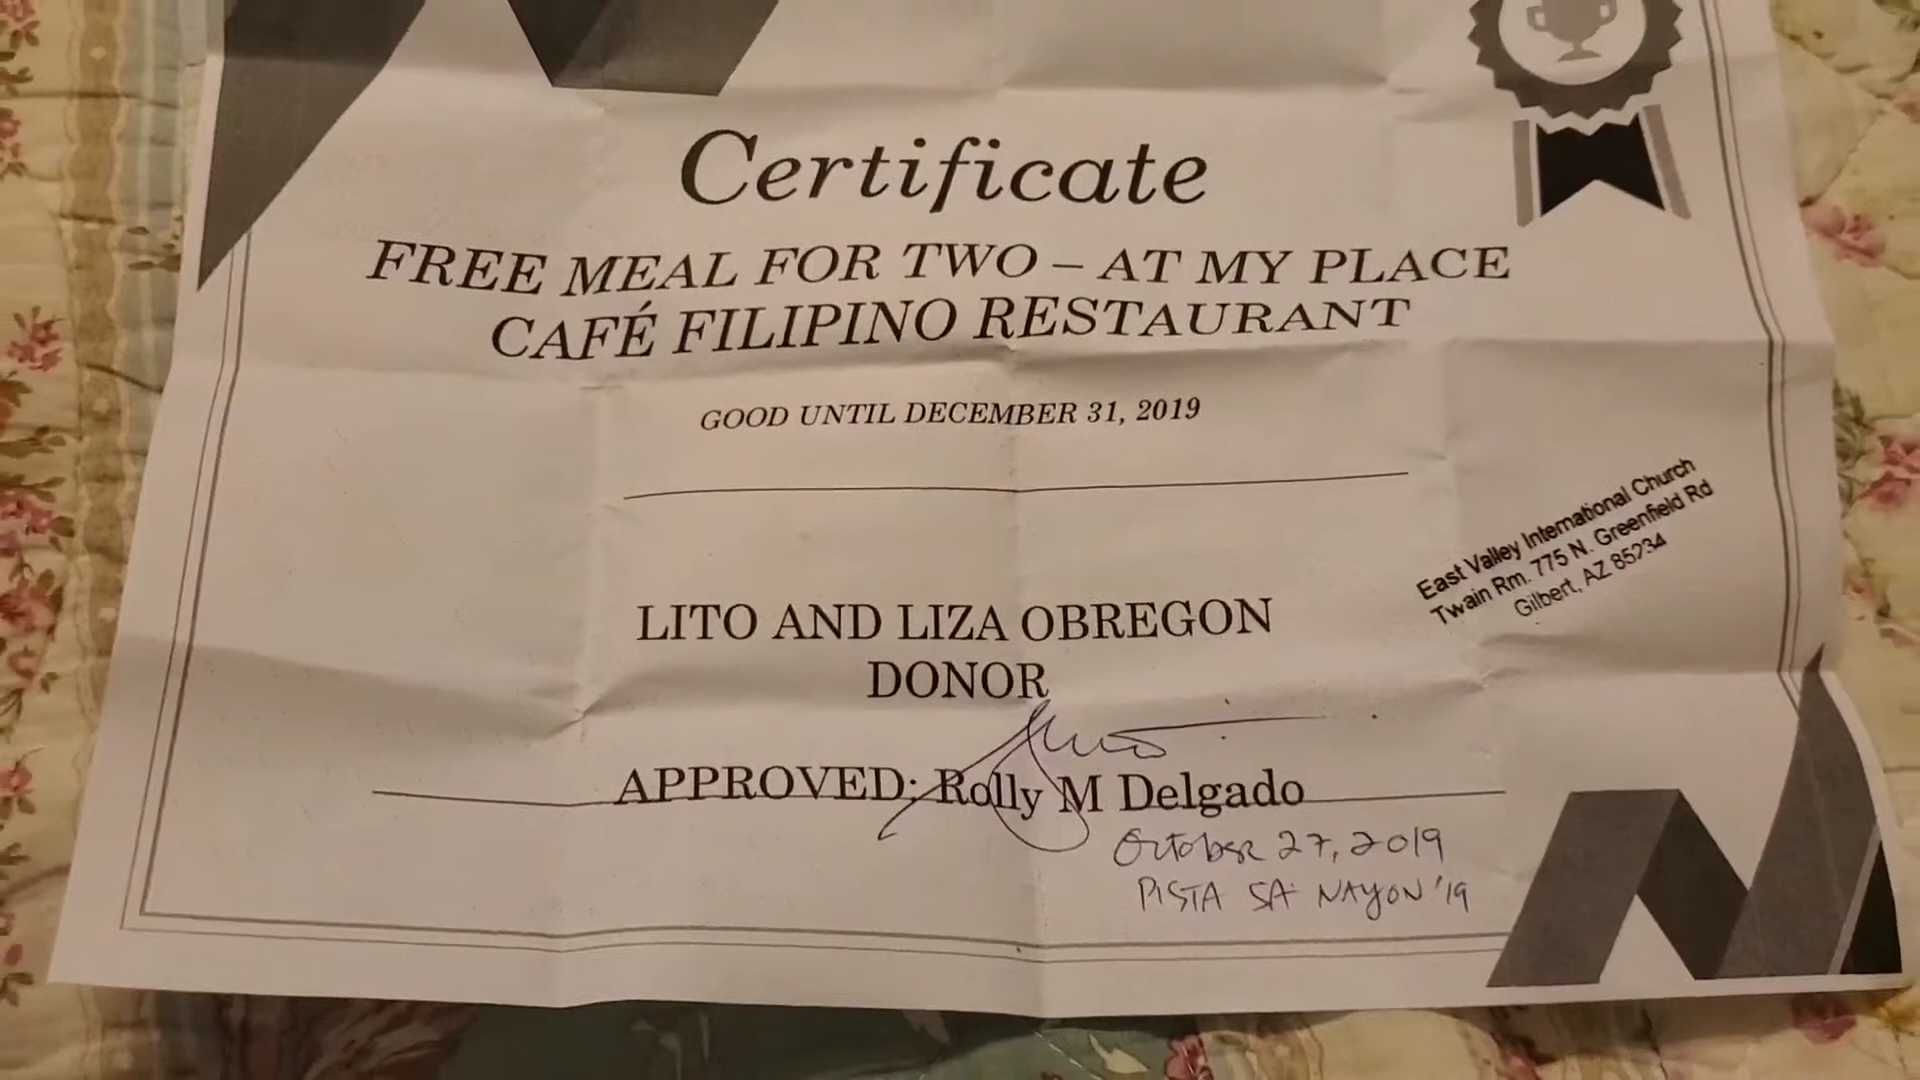 Certificate
FREE MEAL FOR TWO – AT MY PLACE
CAFÉ FILIPINO RESTAURANT
GOOD UNTIL DECEMBER 31, 2019
East Valley International Church
Twain Rm. 775 N. Greenfield Rd
Gilbert, AZ 85234
LITO AND LIZA OBREGON
DONOR
APPROVED: Rolly M Delgado
October 27, 2019
PISTA SA NAYON '19